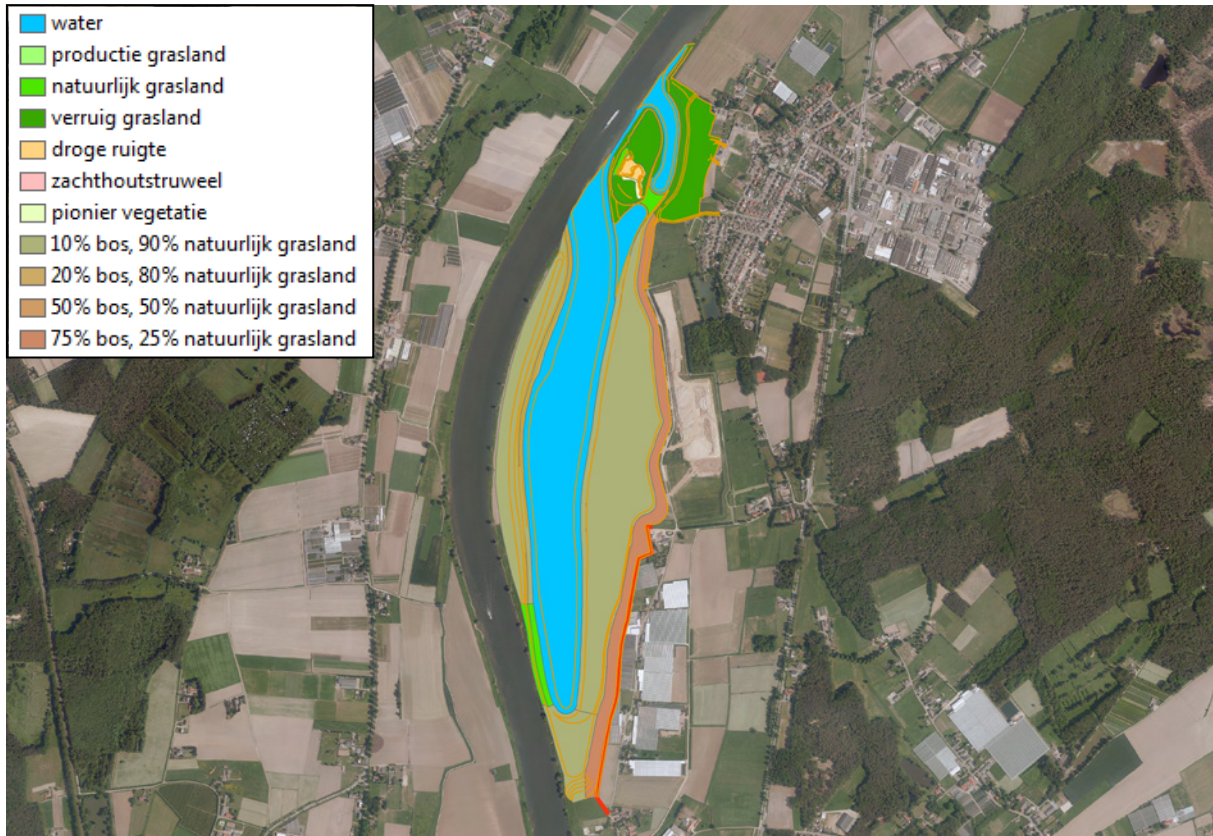 water
productie grasland
natuurlijk grasland
verruig grasland
droge ruigte
zachthoutstruweel
pionier vegetatie
10% bos, 90% natuurlijk grasland
20% bos, 80% natuurlijk grasland
50% bos, 50% natuurlijk grasland
75% bos, 25% natuurlijk grasland